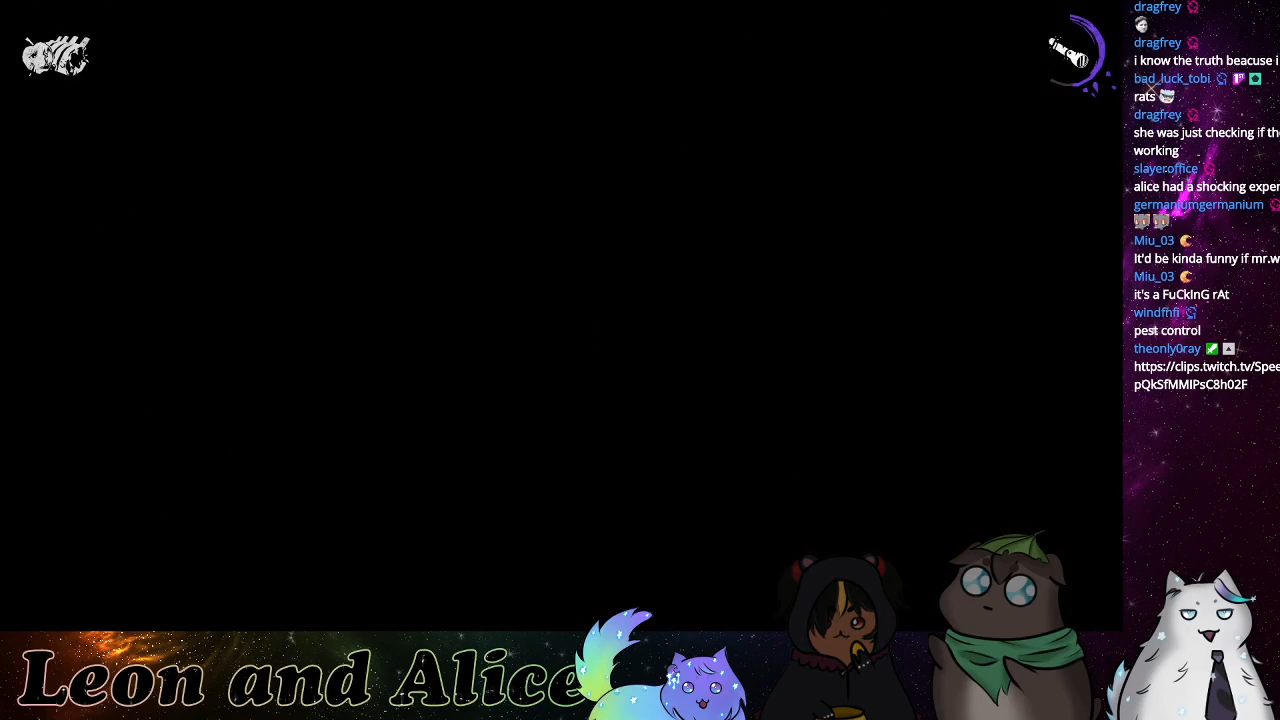 dragfrey
dragfrey
i know the truth beacuse i
bad_luck_tobi
rats
dragfrey
she was just checking if the
working
slayeroffice
alice had a shocking exper
germaniumgermanium
Miu_03
It'd be kinda funny if mr.w
Miu_03
it's a FuCkInG rAt
windfhfi
pest control
theonly0ray
https://clips.twitch.tv/Spee
pQkSfMMIPsC8h02F
Leon and Alice